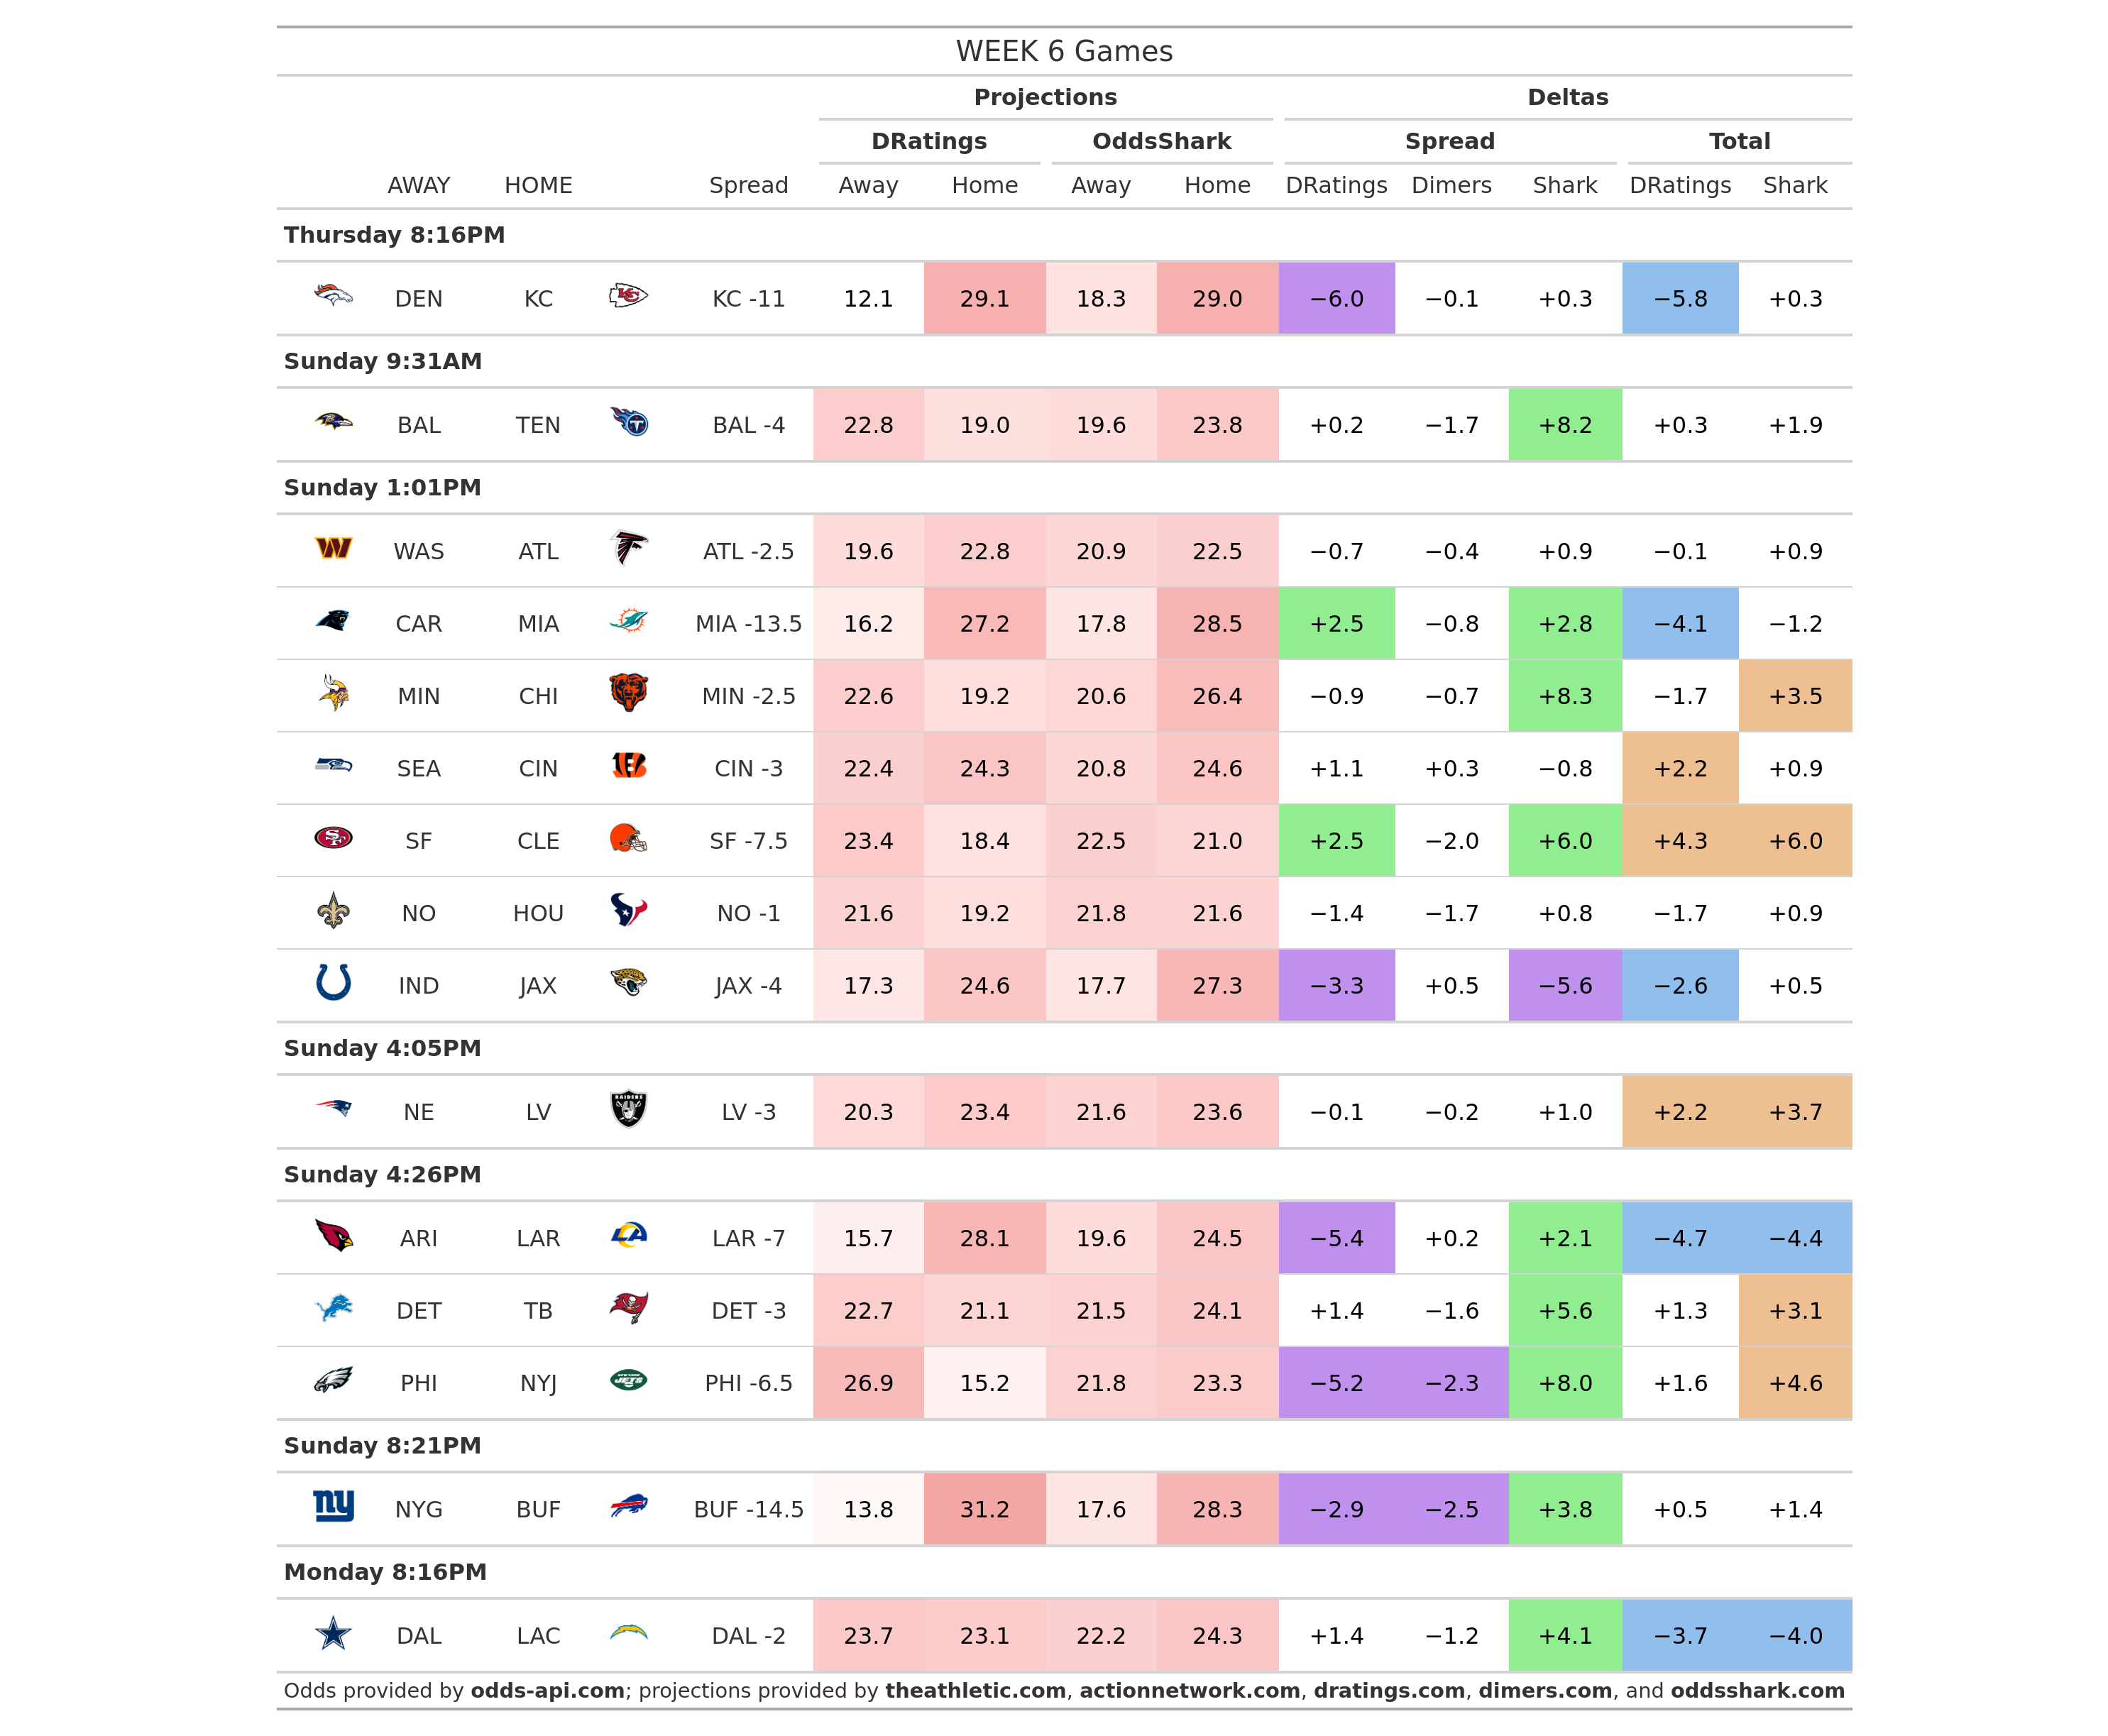 WEEK 6 Games
Projections Deltas
DRatings OddsShark Spread Total
AWAY HOME Spread Away Home Away Home DRatings Dimers Shark DRatings Shark
Thursday 8:16PM
DEN KC KC -11 12.1 29.1 18.3 29.0 −6.0 −0.1 +0.3 −5.8 +0.3
Sunday 9:31AM
BAL TEN BAL -4 22.8 19.0 19.6 23.8 +0.2 −1.7 +8.2 +0.3 +1.9
Sunday 1:01PM
WAS ATL ATL -2.5 19.6 22.8 20.9 22.5 −0.7 −0.4 +0.9 −0.1 +0.9
CAR MIA MIA -13.5 16.2 27.2 17.8 28.5 +2.5 −0.8 +2.8 −4.1 −1.2
MIN CHI MIN -2.5 22.6 19.2 20.6 26.4 −0.9 −0.7 +8.3 −1.7 +3.5
SEA CIN CIN -3 22.4 24.3 20.8 24.6 +1.1 +0.3 −0.8 +2.2 +0.9
SF CLE SF -7.5 23.4 18.4 22.5 21.0 +2.5 −2.0 +6.0 +4.3 +6.0
NO HOU NO -1 21.6 19.2 21.8 21.6 −1.4 −1.7 +0.8 −1.7 +0.9
IND JAX JAX -4 17.3 24.6 17.7 27.3 −3.3 +0.5 −5.6 −2.6 +0.5
Sunday 4:05PM
NE LV RAIDERS LV -3 20.3 23.4 21.6 23.6 −0.1 −0.2 +1.0 +2.2 +3.7
Sunday 4:26PM
ARI LAR LA LAR -7 15.7 28.1 19.6 24.5 −5.4 +0.2 +2.1 −4.7 −4.4
DET TB DET -3 22.7 21.1 21.5 24.1 +1.4 −1.6 +5.6 +1.3 +3.1
PHI NYJ JETS PHI -6.5 26.9 15.2 21.8 23.3 −5.2 −2.3 +8.0 +1.6 +4.6
Sunday 8:21PM
ny NYG BUF BUF -14.5 13.8 31.2 17.6 28.3 −2.9 −2.5 +3.8 +0.5 +1.4
Monday 8:16PM
DAL LAC DAL -2 23.7 23.1 22.2 24.3 +1.4 −1.2 +4.1 −3.7 −4.0
Odds provided by odds-api.com; projections provided by theathletic.com, actionnetwork.com, dratings.com, dimers.com, and oddsshark.com